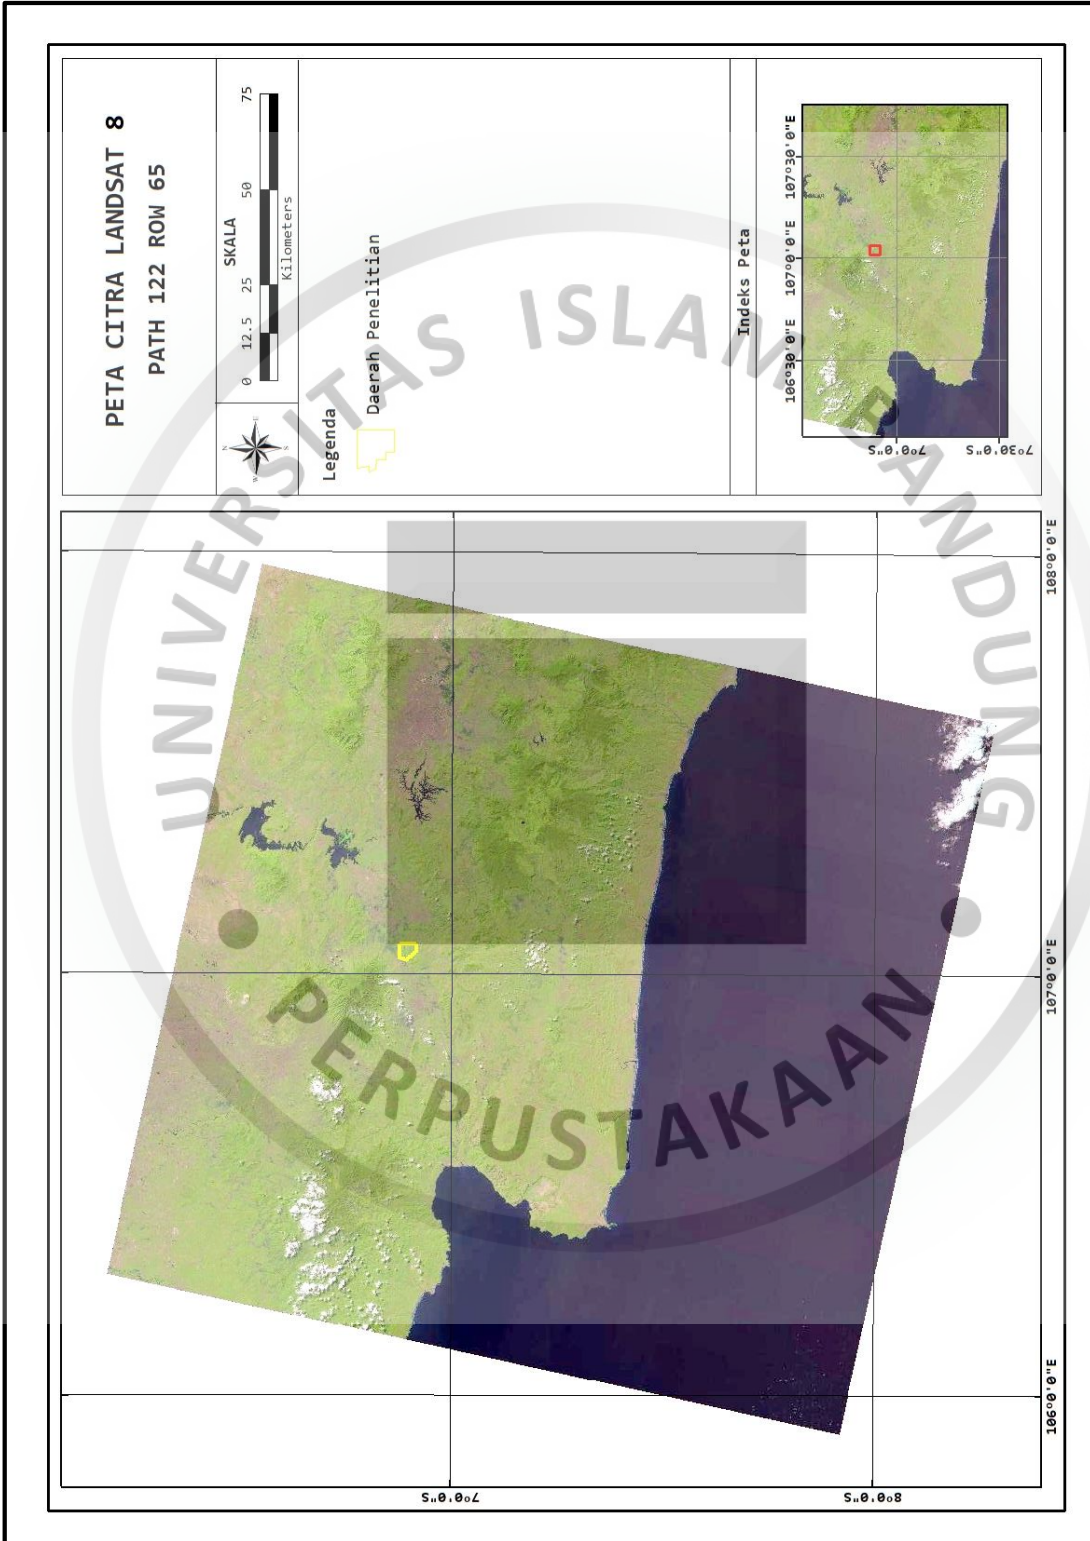 PETA CITRA LANDSAT 8
PATH 122 ROW 65
SKALA
0 12.5 25 50 75
Kilometers
N
E
S
W
Legenda
Daerah Penelitian
Indeks Peta
106°30'0"E 107°0'0"E 107°30'0"E
7°0'0"S
7°30'0"S
106°0'0"E 107°0'0"E 108°0'0"E
7°0'0"S
8°0'0"S
UNIVERSITAS ISLAM BANDUNG
PERPUSTAKAAN